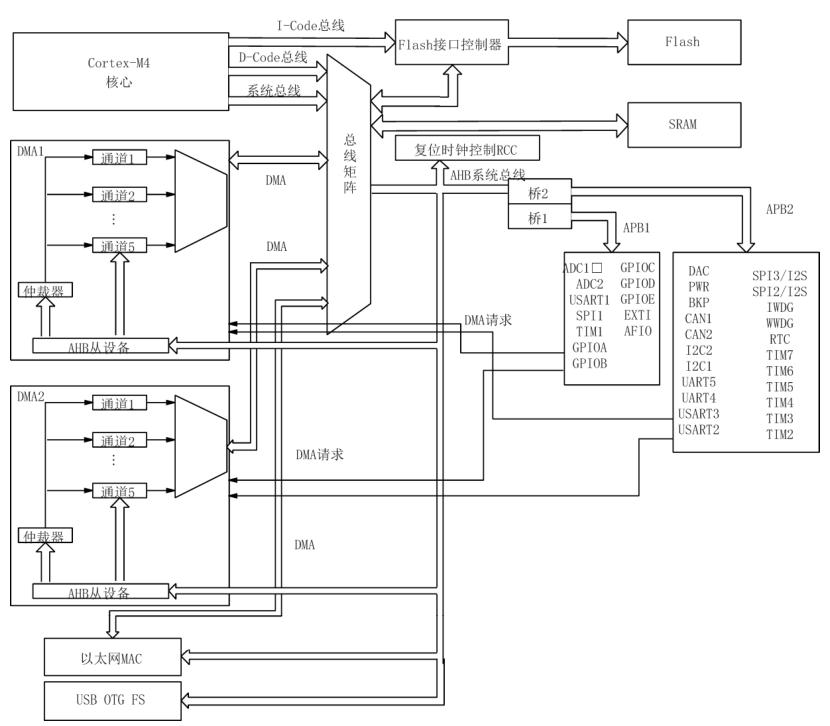 I-Code总线
Cortex-M4
核心
D-Code总线
系统总线
Flash接口控制器
Flash
SRAM
总线矩阵
复位时钟控制RCC
AHB系统总线
桥2
桥1
APB2
APB1
DMA1
通道1
通道2
⋮
通道5
仲裁器
AHB从设备
DMA
DMA
DMA请求
ADC1□
ADC2
USART1
SPI1
TIM1
GPIOA
GPIOB
GPIOC
GPIOD
GPIOE
EXTI
AFIO
DAC
PWR
BKP
CAN1
CAN2
I2C2
I2C1
UART5
UART4
USART3
USART2
SPI3/I2S
SPI2/I2S
IWDG
WWDG
RTC
TIM7
TIM6
TIM5
TIM4
TIM3
TIM2
DMA2
通道1
通道2
⋮
通道5
仲裁器
AHB从设备
DMA请求
DMA
以太网MAC
USB OTG FS